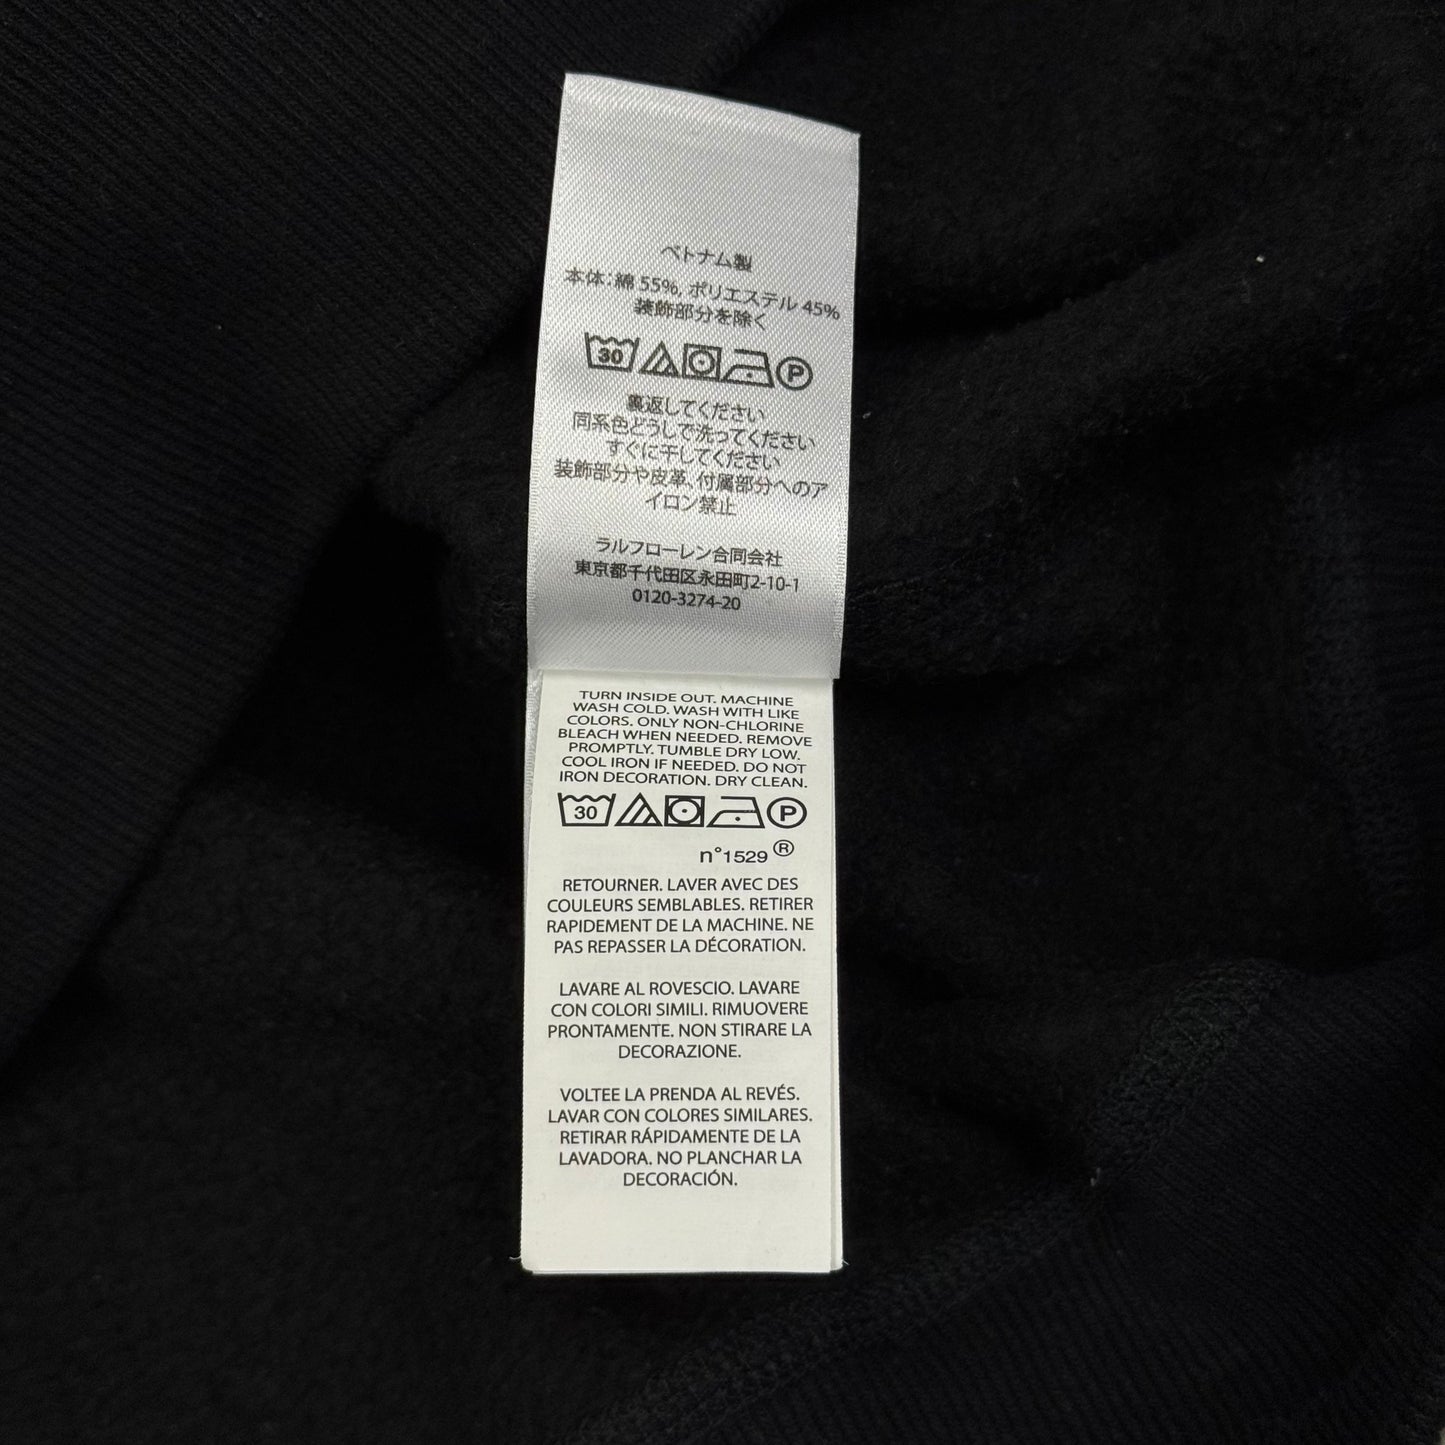 ベトナム製
本体：綿 55%, ポリエステル 45%
装飾部分を除く
30 P
裏返してください
同系色どうしで洗ってください
すぐに干してください
装飾部分や皮革、付属部分へのア
イロン禁止
ラルフローレン合同会社
東京都千代田区永田町2-10-1
0120-3274-20
TURN INSIDE OUT. MACHINE
WASH COLD. WASH WITH LIKE
COLORS. ONLY NON-CHLORINE
BLEACH WHEN NEEDED. REMOVE
PROMPTLY. TUMBLE DRY LOW.
COOL IRON IF NEEDED. DO NOT
IRON DECORATION. DRY CLEAN.
30 P
n°1529 ®
RETOURNER. LAVER AVEC DES
COULEURS SEMBLABLES. RETIRER
RAPIDEMENT DE LA MACHINE. NE
PAS REPASSER LA DÉCORATION.
LAVARE AL ROVESCIO. LAVARE
CON COLORI SIMILI. RIMUOVERE
PRONTAMENTE. NON STIRARE LA
DECORAZIONE.
VOLTEE LA PRENDA AL REVÉS.
LAVAR CON COLORES SIMILARES.
RETIRAR RÁPIDAMENTE DE LA
LAVADORA. NO PLANCHAR LA
DECORACIÓN.